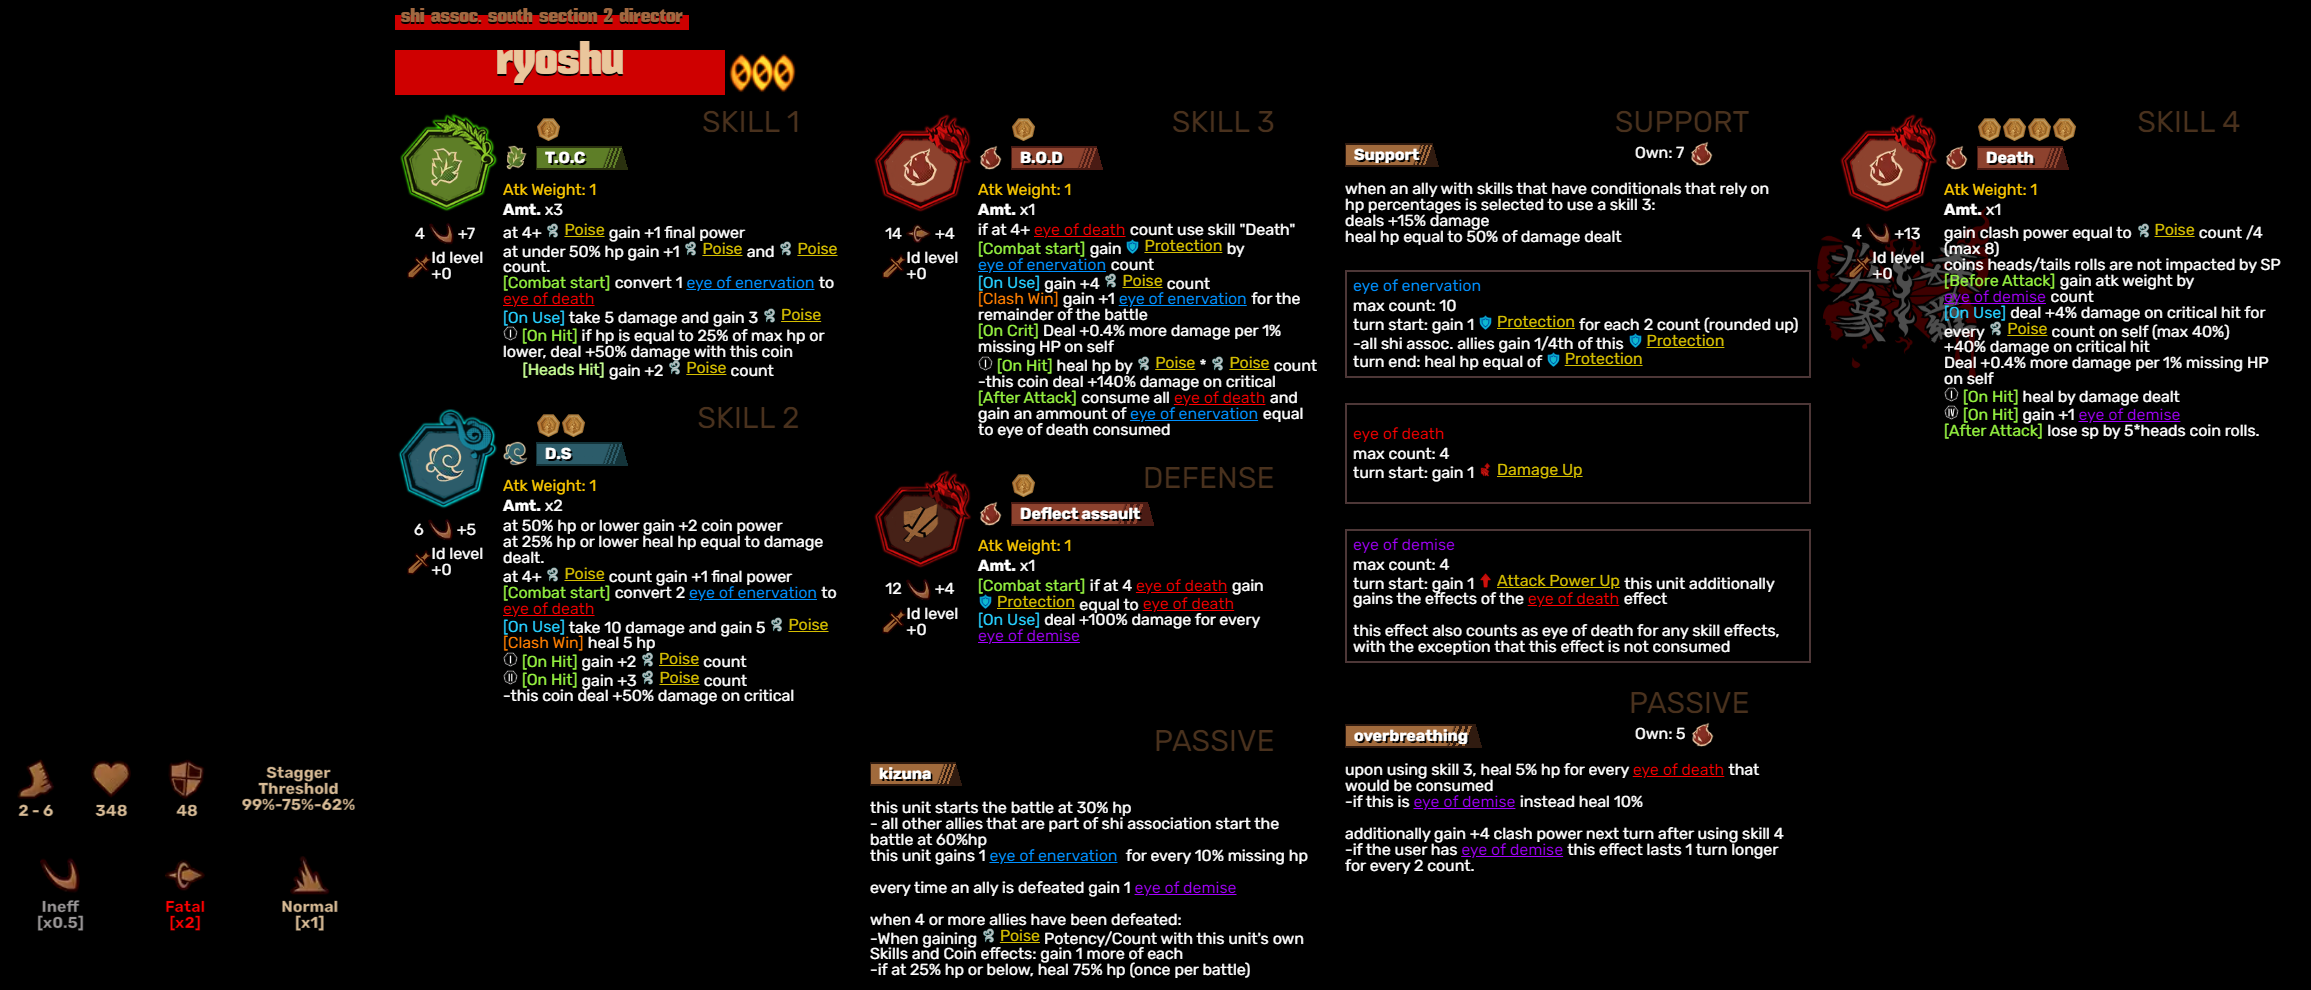 shi assoc. south section 2 director
ryoshu
000
SKILL 1
T.O.C
Atk Weight: 1
Amt. x3
4 +7
Id level
+0
at 4+ Poise gain +1 final power
at under 50% hp gain +1 Poise and Poise
count.
[Combat start] convert 1 eye of enervation to
eye of death
[On Use] take 5 damage and gain 3 Poise
I [On Hit] if hp is equal to 25% of max hp or
lower, deal +50% damage with this coin
[Heads Hit] gain +2 Poise count
SKILL 2
D.S
Atk Weight: 1
Amt. x2
6 +5
Id level
+0
at 50% hp or lower gain +2 coin power
at 25% hp or lower heal hp equal to damage
dealt.
at 4+ Poise count gain +1 final power
[Combat start] convert 2 eye of enervation to
eye of death
[On Use] take 10 damage and gain 5 Poise
[Clash Win] heal 5 hp
I [On Hit] gain +2 Poise count
II [On Hit] gain +3 Poise count
-this coin deal +50% damage on critical
2 - 6
348
48
Stagger
Threshold
99%-75%-62%
Ineff
[x0.5]
Fatal
[x2]
Normal
[x1]
SKILL 3
B.O.D
Atk Weight: 1
Amt. x1
14 +4
Id level
+0
if at 4+ eye of death count use skill "Death"
[Combat start] gain Protection by
eye of enervation count
[On Use] gain +4 Poise count
[Clash Win] gain +1 eye of enervation for the
remainder of the battle
[On Crit] Deal +0.4% more damage per 1%
missing HP on self
I [On Hit] heal hp by Poise * Poise count
-this coin deal +140% damage on critical
[After Attack] consume all eye of death and
gain an ammount of eye of enervation equal
to eye of death consumed
DEFENSE
Deflect assault
Atk Weight: 1
Amt. x1
12 +4
Id level
+0
[Combat start] if at 4 eye of death gain
Protection equal to eye of death
[On Use] deal +100% damage for every
eye of demise
PASSIVE
kizuna
this unit starts the battle at 30% hp
- all other allies that are part of shi association start the
battle at 60%hp
this unit gains 1 eye of enervation for every 10% missing hp
every time an ally is defeated gain 1 eye of demise
when 4 or more allies have been defeated:
-When gaining Poise Potency/Count with this unit's own
Skills and Coin effects: gain 1 more of each
-if at 25% hp or below, heal 75% hp (once per battle)
SUPPORT
Support
Own: 7
when an ally with skills that have conditionals that rely on
hp percentages is selected to use a skill 3:
deals +15% damage
heal hp equal to 50% of damage dealt
eye of enervation
max count: 10
turn start: gain 1 Protection for each 2 count (rounded up)
-all shi assoc. allies gain 1/4th of this Protection
turn end: heal hp equal of Protection
eye of death
max count: 4
turn start: gain 1 Damage Up
eye of demise
max count: 4
turn start: gain 1 Attack Power Up this unit additionally
gains the effects of the eye of death effect
this effect also counts as eye of death for any skill effects,
with the exception that this effect is not consumed
PASSIVE
overbreathing
Own: 5
upon using skill 3, heal 5% hp for every eye of death that
would be consumed
-if this is eye of demise instead heal 10%
additionally gain +4 clash power next turn after using skill 4
-if the user has eye of demise this effect lasts 1 turn longer
for every 2 count.
SKILL 4
Death
Atk Weight: 1
Amt. x1
4 +13
Id level
+0
gain clash power equal to Poise count /4
(max 8)
coins heads/tails rolls are not impacted by SP
[Before Attack] gain atk weight by
eye of demise count
[On Use] deal +4% damage on critical hit for
every Poise count on self (max 40%)
+40% damage on critical hit
Deal +0.4% more damage per 1% missing HP
on self
I [On Hit] heal by damage dealt
IV [On Hit] gain +1 eye of demise
[After Attack] lose sp by 5*heads coin rolls.